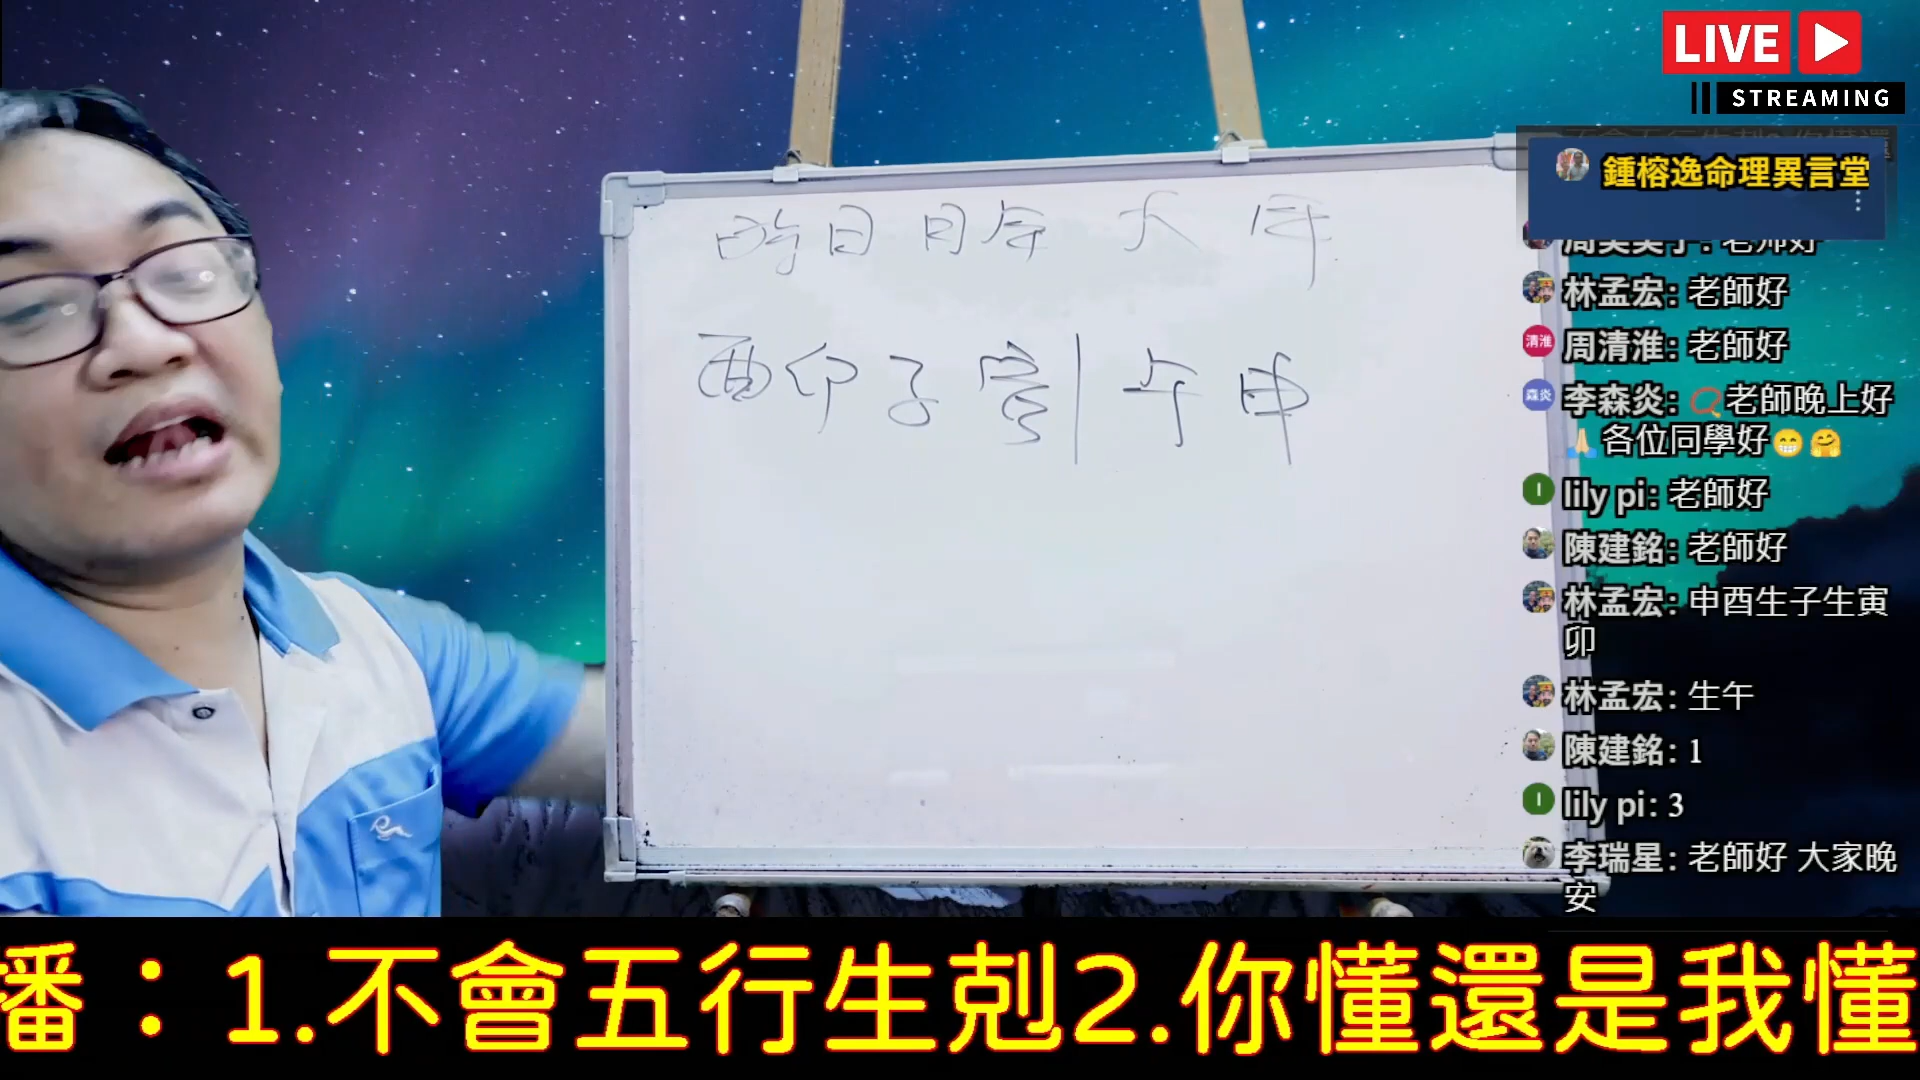 LIVE
STREAMING
鍾榕逸命理異言堂
時日月年 大 年
酉卯子寅 午申
老师好
林孟宏: 老師好
周清淮: 老師好
李森炎: 老師晚上好
各位同學好
lily pi: 老師好
陳建銘: 老師好
林孟宏: 申酉生子生寅
卯
林孟宏: 生午
陳建銘: 1
lily pi: 3
李瑞星: 老師好 大家晚
安
播：1.不會五行生剋2.你懂還是我懂